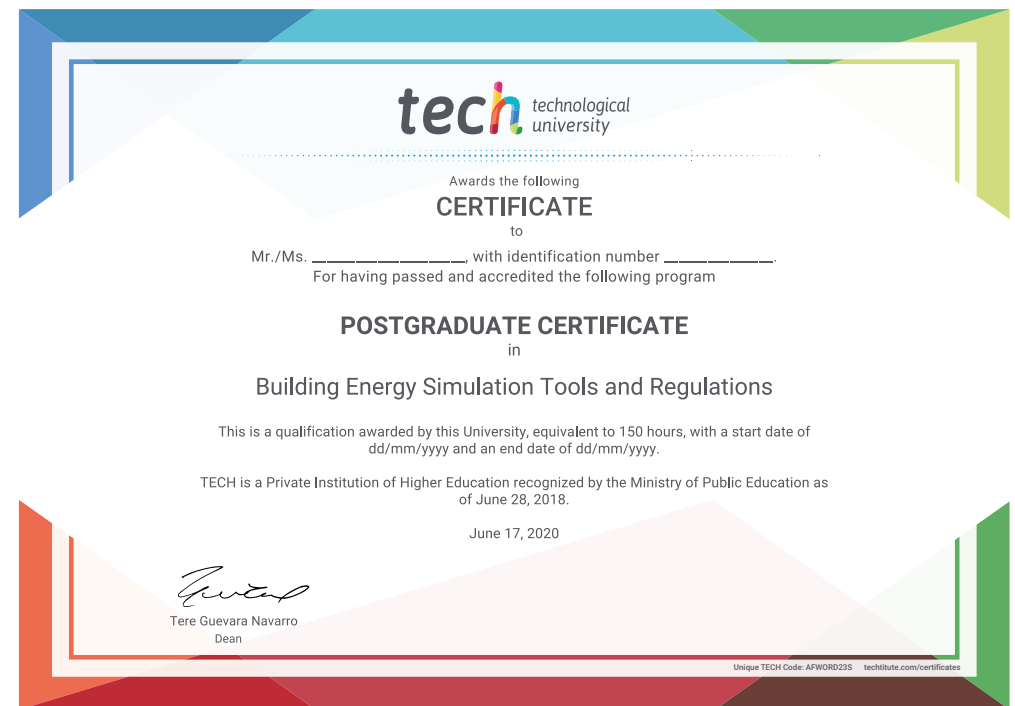 tech technological
university
Awards the following
CERTIFICATE
to
Mr./Ms. _________________, with identification number _____________.
For having passed and accredited the following program
POSTGRADUATE CERTIFICATE
in
Building Energy Simulation Tools and Regulations
This is a qualification awarded by this University, equivalent to 150 hours, with a start date of
dd/mm/yyyy and an end date of dd/mm/yyyy.
TECH is a Private Institution of Higher Education recognized by the Ministry of Public Education as
of June 28, 2018.
June 17, 2020
Tere Guevara Navarro
Dean
Unique TECH Code: AFWORD23S techtitute.com/certificates